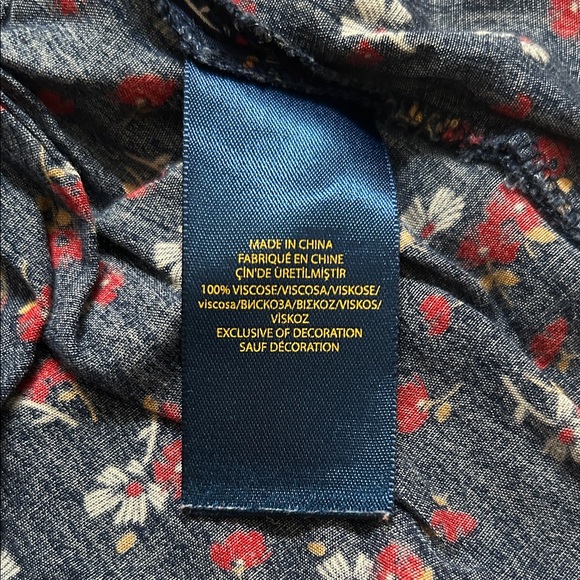 MADE IN CHINA
FABRIQUÉ EN CHINE
ÇİN'DE ÜRETİLMİŞTİR
100% VISCOSE/VISCOSA/VISKOSE/
viscosa/ВИСКОЗА/ΒΙΣΚΟΖ/VISKOS/
VİSKOZ
EXCLUSIVE OF DECORATION
SAUF DÉCORATION